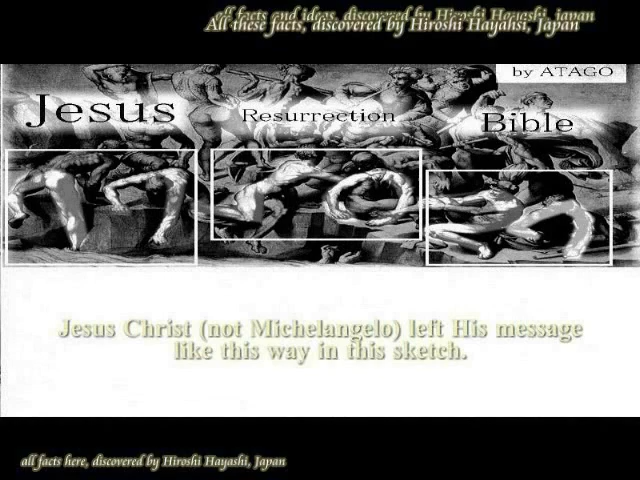 all facts and ideas, discovered by Hiroshi Hayashi, japan
All these facts, discovered by Hiroshi Hayahsi, Japan
by ATAGO
Jesus
Resurrection
Bible
Jesus Christ (not Michelangelo) left His message
like this way in this sketch.
all facts here, discovered by Hiroshi Hayashi, Japan